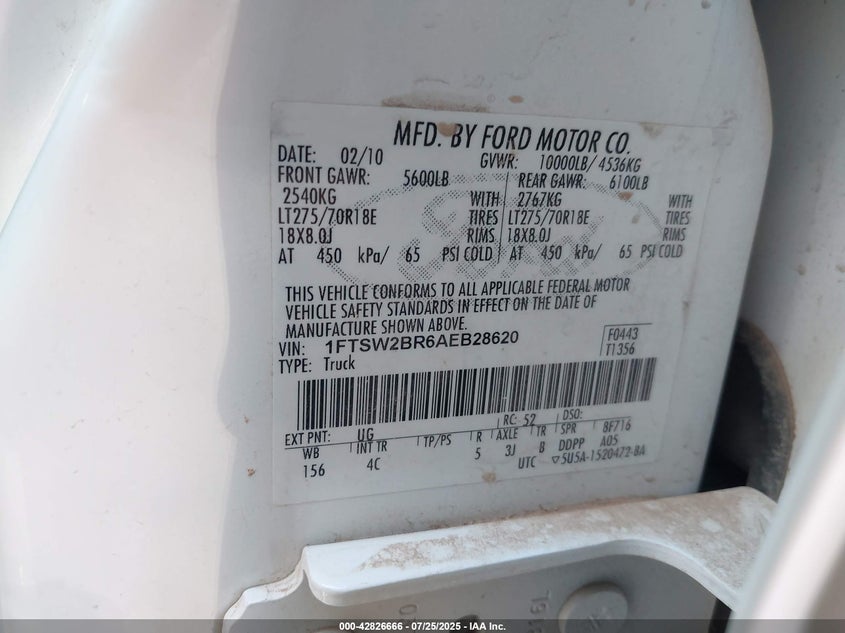 MFD. BY FORD MOTOR CO.
DATE: 02/10 GVWR: 10000LB/ 4536KG
FRONT GAWR: 5600LB REAR GAWR: 6100LB
2540KG WITH 2767KG WITH
LT275/70R18E TIRES LT275/70R18E TIRES
18X8.0J RIMS 18X8.0J RIMS
AT 450 kPa/ 65 PSI COLD AT 450 kPa/ 65 PSI COLD
THIS VEHICLE CONFORMS TO ALL APPLICABLE FEDERAL MOTOR
VEHICLE SAFETY STANDARDS IN EFFECT ON THE DATE OF
MANUFACTURE SHOWN ABOVE.
VIN: 1FTSW2BR6AEB28620 F0443
TYPE: Truck T1356
EXT PNT: UG RC: 52 DSO:
WB INT TR TP/PS R AXLE TR SPR 8F716
156 4C 5 3J B DDPP A05
UTC ▽5U5A-1520472-BA
000-42826666 - 07/25/2025 - IAA Inc.